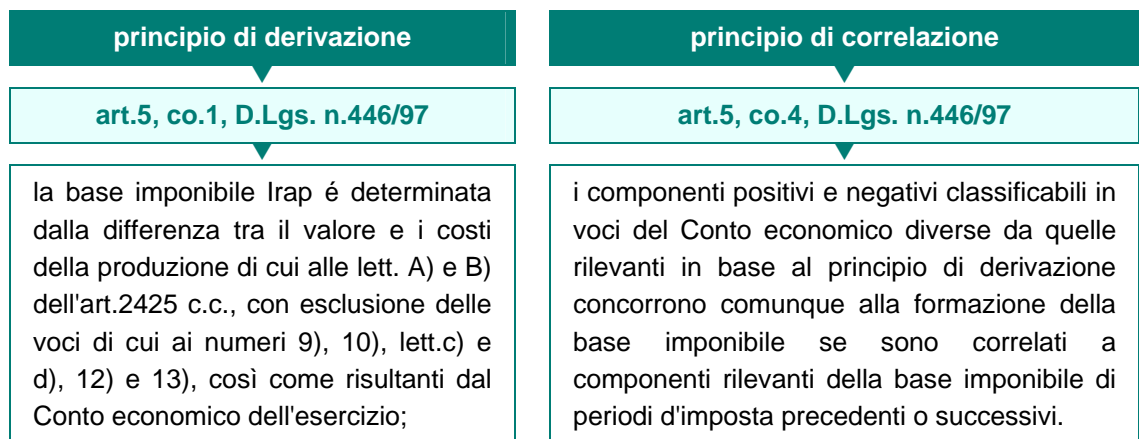 principio di derivazione
art.5, co.1, D.Lgs. n.446/97
la base imponibile Irap é determinata
dalla differenza tra il valore e i costi
della produzione di cui alle lett. A) e B)
dell'art.2425 c.c., con esclusione delle
voci di cui ai numeri 9), 10), lett.c) e
d), 12) e 13), così come risultanti dal
Conto economico dell'esercizio;
principio di correlazione
art.5, co.4, D.Lgs. n.446/97
i componenti positivi e negativi classificabili in
voci del Conto economico diverse da quelle
rilevanti in base al principio di derivazione
concorrono comunque alla formazione della
base imponibile se sono correlati a
componenti rilevanti della base imponibile di
periodi d'imposta precedenti o successivi.